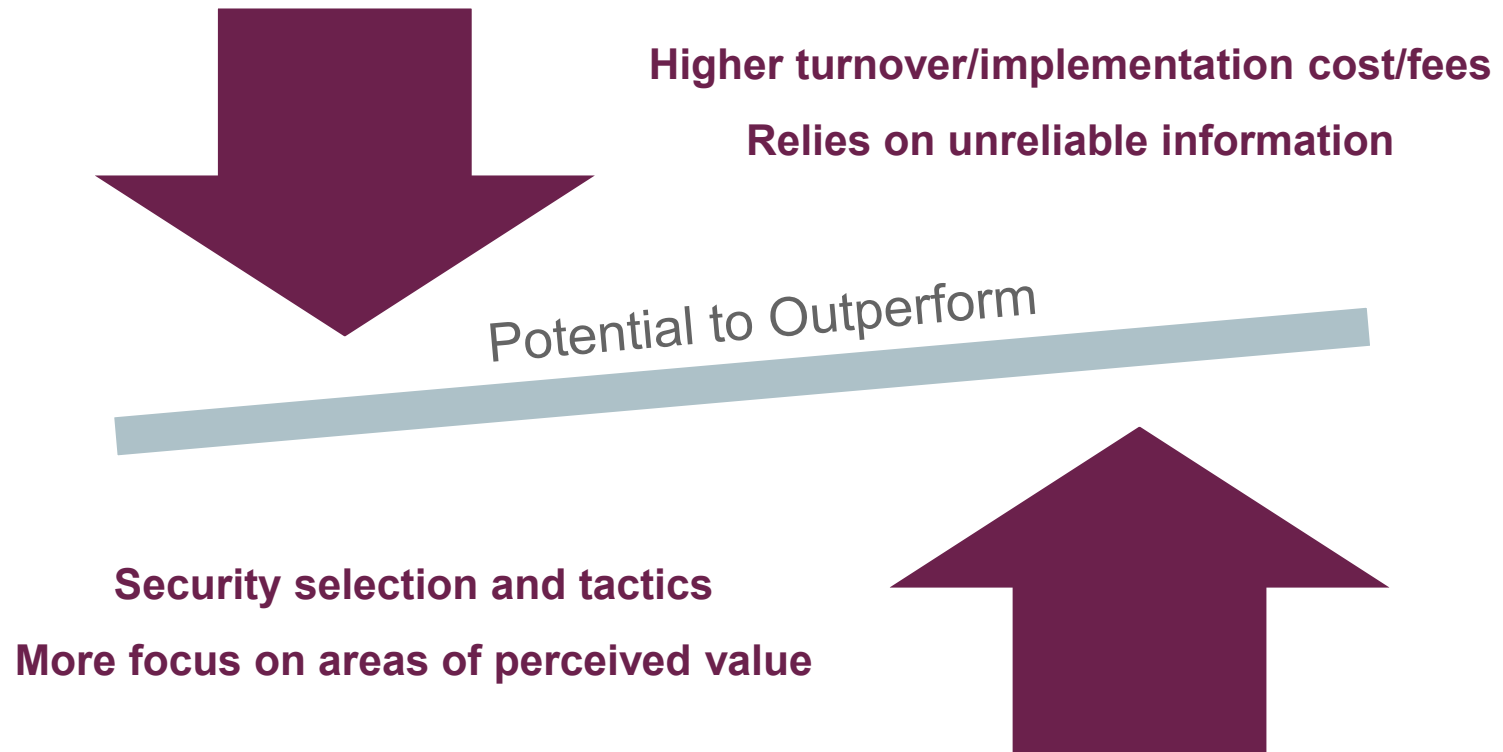 Higher turnover/implementation cost/fees
Relies on unreliable information
Potential to Outperform
Security selection and tactics
More focus on areas of perceived value